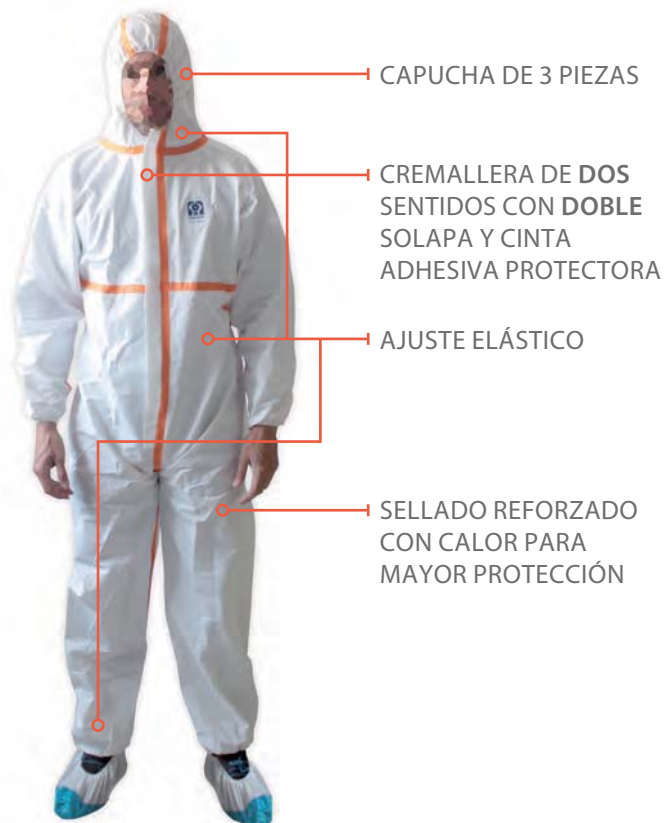 CAPUCHA DE 3 PIEZAS
CREMALLERA DE DOS
SENTIDOS CON DOBLE
SOLAPA Y CINTA
ADHESIVA PROTECTORA
AJUSTE ELÁSTICO
SELLADO REFORZADO
CON CALOR PARA
MAYOR PROTECCIÓN